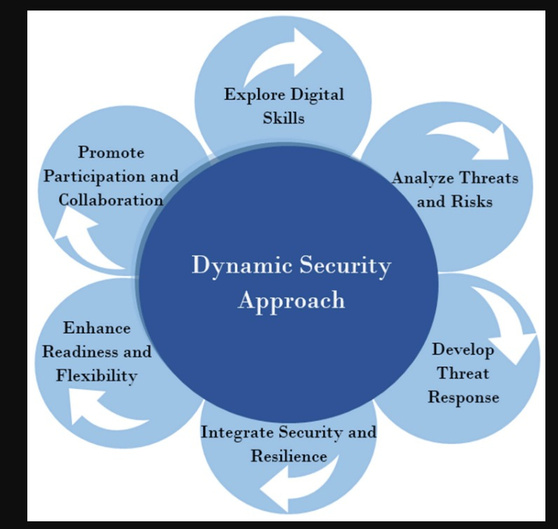 Explore Digital
Skills
Analyze Threats
and Risks
Develop
Threat
Response
Integrate Security and
Resilience
Enhance
Readiness and
Flexibility
Promote
Participation and
Collaboration
Dynamic Security
Approach